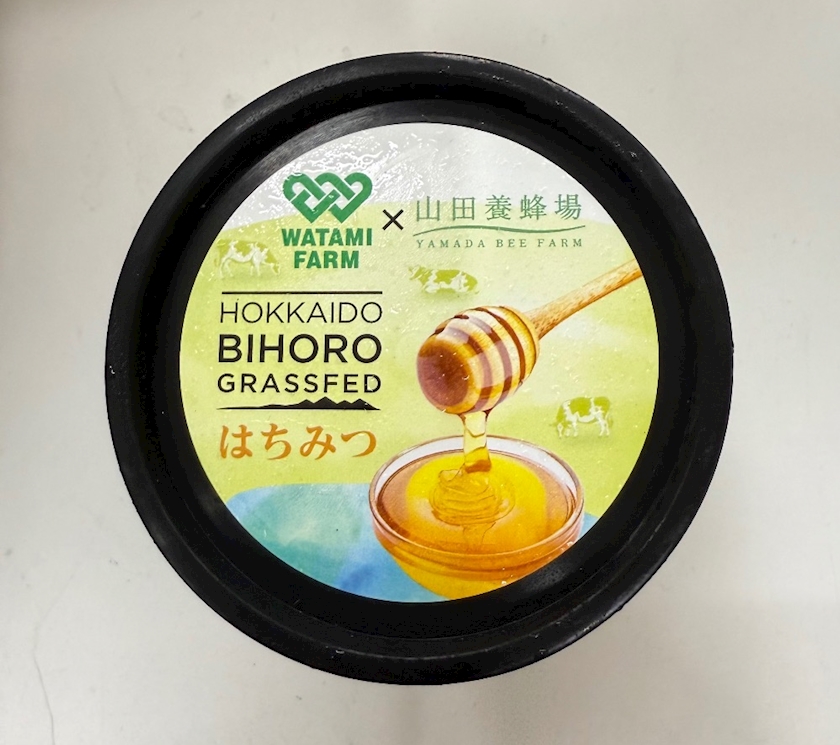 WATAMI
FARM
×
山田養蜂場
YAMADA BEE FARM
HOKKAIDO
BIHORO
GRASSFED
はちみつ